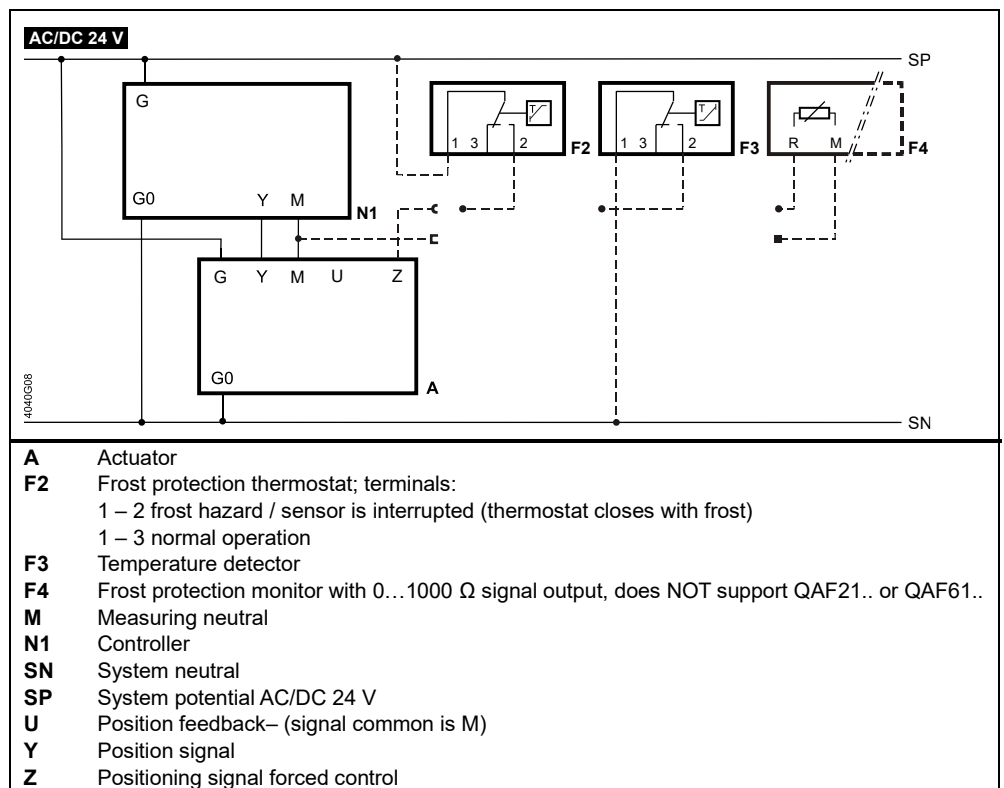 AC/DC 24 V
SP
G
T
T
1 3 2 F2
1 3 2 F3
R M F4
G0 Y M N1
G Y M U Z
G0 A
4040G08
SN
A Actuator
F2 Frost protection thermostat; terminals:
1 – 2 frost hazard / sensor is interrupted (thermostat closes with frost)
1 – 3 normal operation
F3 Temperature detector
F4 Frost protection monitor with 0…1000 Ω signal output, does NOT support QAF21.. or QAF61..
M Measuring neutral
N1 Controller
SN System neutral
SP System potential AC/DC 24 V
U Position feedback– (signal common is M)
Y Position signal
Z Positioning signal forced control